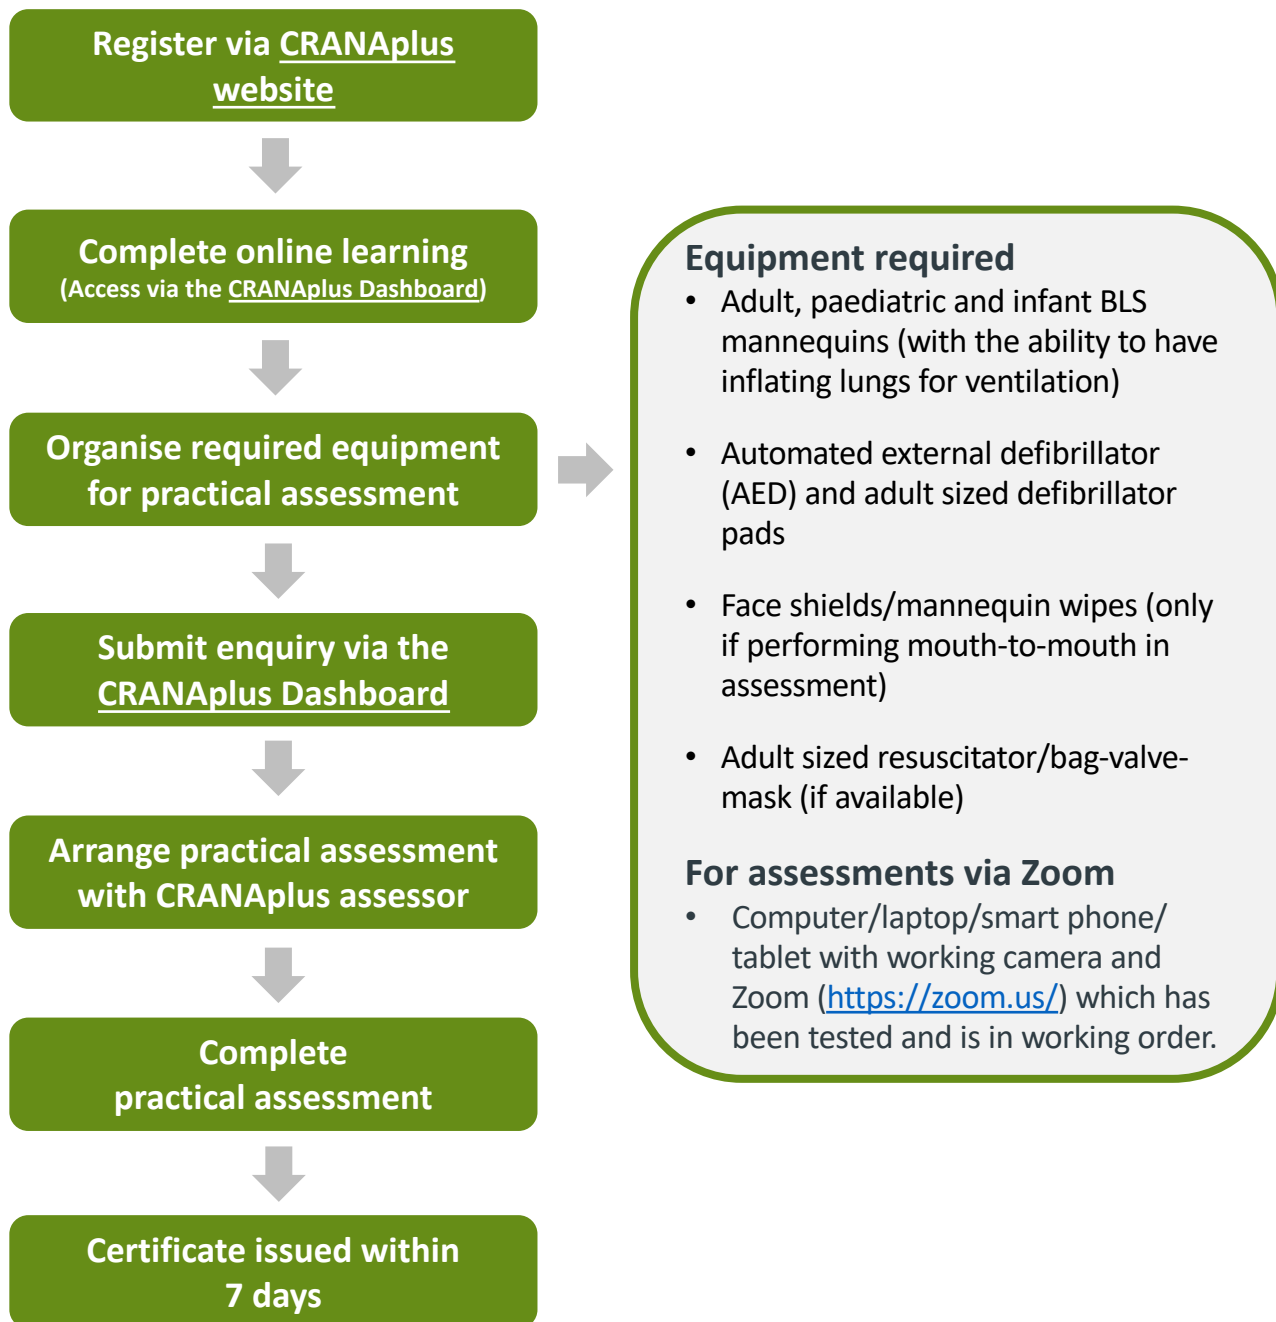 Register via CRANAplus
website
Complete online learning
(Access via the CRANAplus Dashboard)
Organise required equipment
for practical assessment
Submit enquiry via the
CRANAplus Dashboard
Arrange practical assessment
with CRANAplus assessor
Complete
practical assessment
Certificate issued within
7 days
Equipment required
• Adult, paediatric and infant BLS
mannequins (with the ability to have
inflating lungs for ventilation)
• Automated external defibrillator
(AED) and adult sized defibrillator
pads
• Face shields/mannequin wipes (only
if performing mouth-to-mouth in
assessment)
• Adult sized resuscitator/bag-valve-
mask (if available)
For assessments via Zoom
• Computer/laptop/smart phone/
tablet with working camera and
Zoom (https://zoom.us/) which has
been tested and is in working order.